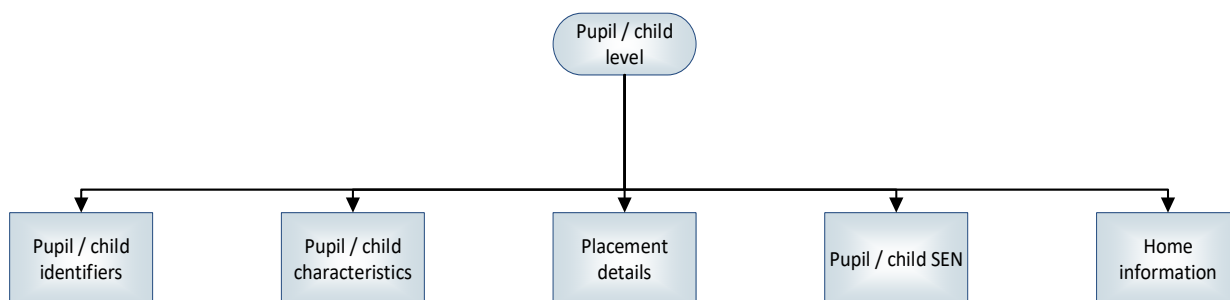 Pupil / child
level
Pupil / child
identifiers
Pupil / child
characteristics
Placement
details
Pupil / child SEN
Home
information